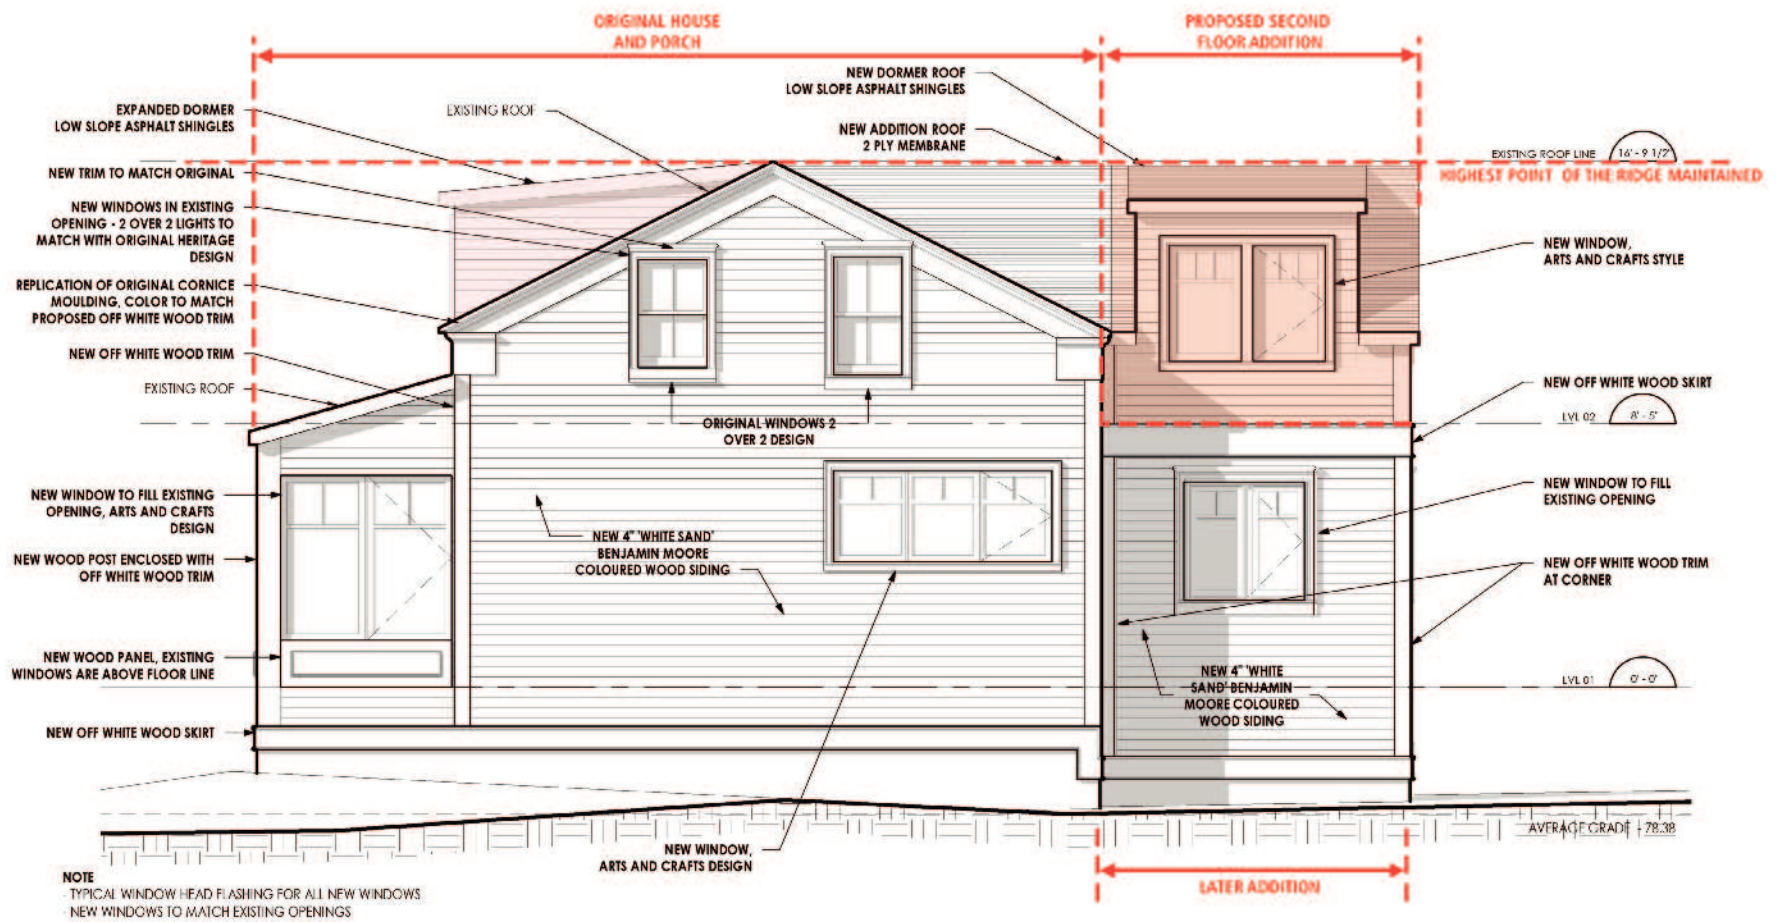 ORIGINAL HOUSE
AND PORCH
PROPOSED SECOND
FLOOR ADDITION
NEW DORMER ROOF
LOW SLOPE ASPHALT SHINGLES
EXPANDED DORMER
LOW SLOPE ASPHALT SHINGLES
EXISTING ROOF
NEW ADDITION ROOF
2 PLY MEMBRANE
EXISTING ROOF LINE
16' - 9 1/2"
HIGHEST POINT OF THE RIDGE MAINTAINED
NEW TRIM TO MATCH ORIGINAL
NEW WINDOWS IN EXISTING
OPENING - 2 OVER 2 LIGHTS TO
MATCH WITH ORIGINAL HERITAGE
DESIGN
NEW WINDOW,
ARTS AND CRAFTS STYLE
REPLICATION OF ORIGINAL CORNICE
MOULDING, COLOR TO MATCH
PROPOSED OFF WHITE WOOD TRIM
NEW OFF WHITE WOOD TRIM
EXISTING ROOF
NEW OFF WHITE WOOD SKIRT
LVL 02
8' - 5"
ORIGINAL WINDOWS 2
OVER 2 DESIGN
NEW WINDOW TO FILL EXISTING
OPENING, ARTS AND CRAFTS
DESIGN
NEW WINDOW TO FILL
EXISTING OPENING
NEW 4" 'WHITE SAND'
BENJAMIN MOORE
COLOURED WOOD SIDING
NEW WOOD POST ENCLOSED WITH
OFF WHITE WOOD TRIM
NEW OFF WHITE WOOD TRIM
AT CORNER
NEW WOOD PANEL, EXISTING
WINDOWS ARE ABOVE FLOOR LINE
NEW 4" 'WHITE
SAND' BENJAMIN
MOORE COLOURED
WOOD SIDING
LVL 01
0' - 0"
NEW OFF WHITE WOOD SKIRT
AVERAGE GRADE - 78.38
NEW WINDOW,
ARTS AND CRAFTS DESIGN
LATER ADDITION
NOTE
- TYPICAL WINDOW HEAD FLASHING FOR ALL NEW WINDOWS
- NEW WINDOWS TO MATCH EXISTING OPENINGS